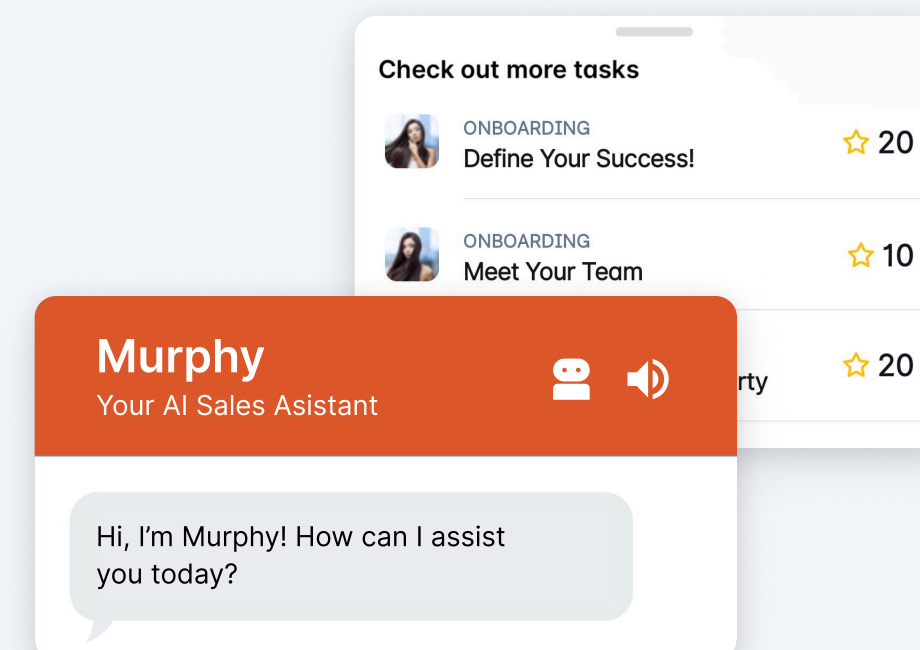 Check out more tasks
ONBOARDING
Define Your Success!
20
ONBOARDING
Meet Your Team
10
rty
20
Murphy
Your AI Sales Asistant
Hi, I’m Murphy! How can I assist
you today?